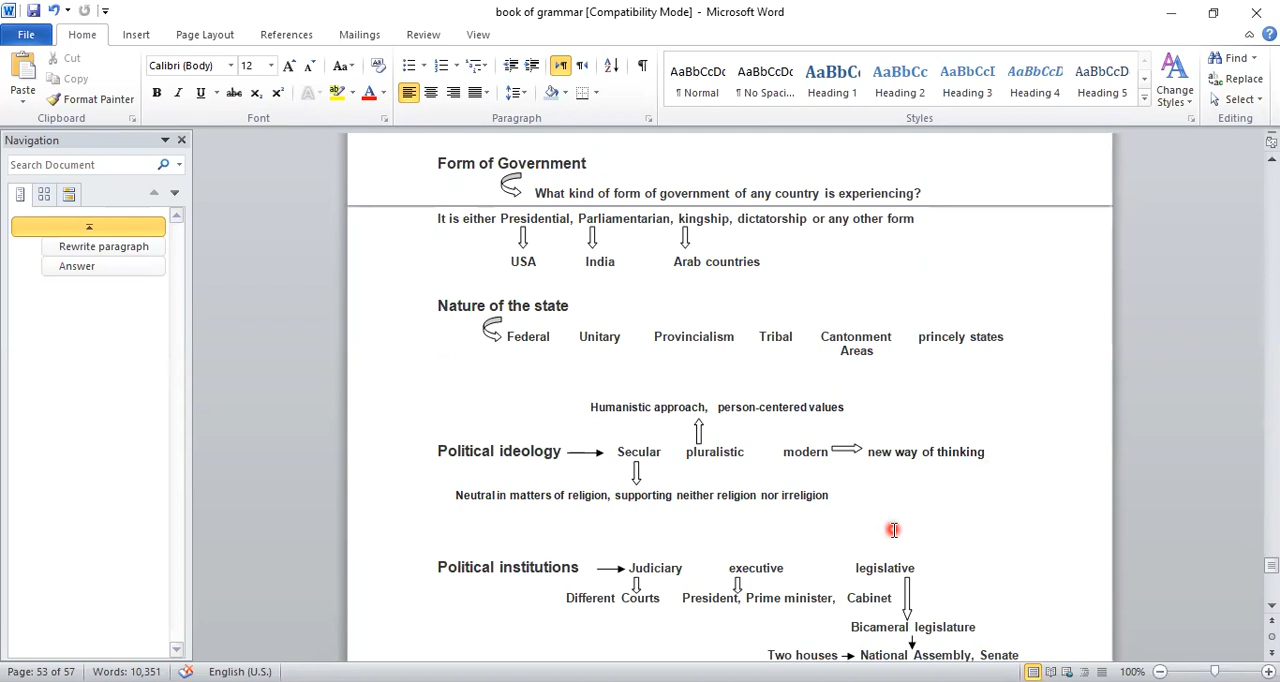 book of grammar [Compatibility Mode] - Microsoft Word
File Home Insert Page Layout References Mailings Review View
Cut
Copy
Paste
Format Painter
Clipboard
Calibri (Body) 12
Font
Paragraph
AaBbCcDc AaBbCcDc AaBbC AaBbCc AaBbCcI AaBbCcD AaBbCcD
¶ Normal ¶ No Spaci... Heading 1 Heading 2 Heading 3 Heading 4 Heading 5
Change Styles
Styles
Find
Replace
Select
Editing
Navigation
Search Document
Rewrite paragraph
Answer
Form of Government
What kind of form of government of any country is experiencing?
It is either Presidential, Parliamentarian, kingship, dictatorship or any other form
USA India Arab countries
Nature of the state
Federal Unitary Provincialism Tribal Cantonment princely states
Areas
Humanistic approach, person-centered values
Political ideology Secular pluralistic modern new way of thinking
Neutral in matters of religion, supporting neither religion nor irreligion
Political institutions Judiciary executive legislative
Different Courts President, Prime minister, Cabinet
Bicameral legislature
Two houses National Assembly, Senate
Page: 53 of 57 Words: 10,351 English (U.S.) 100%